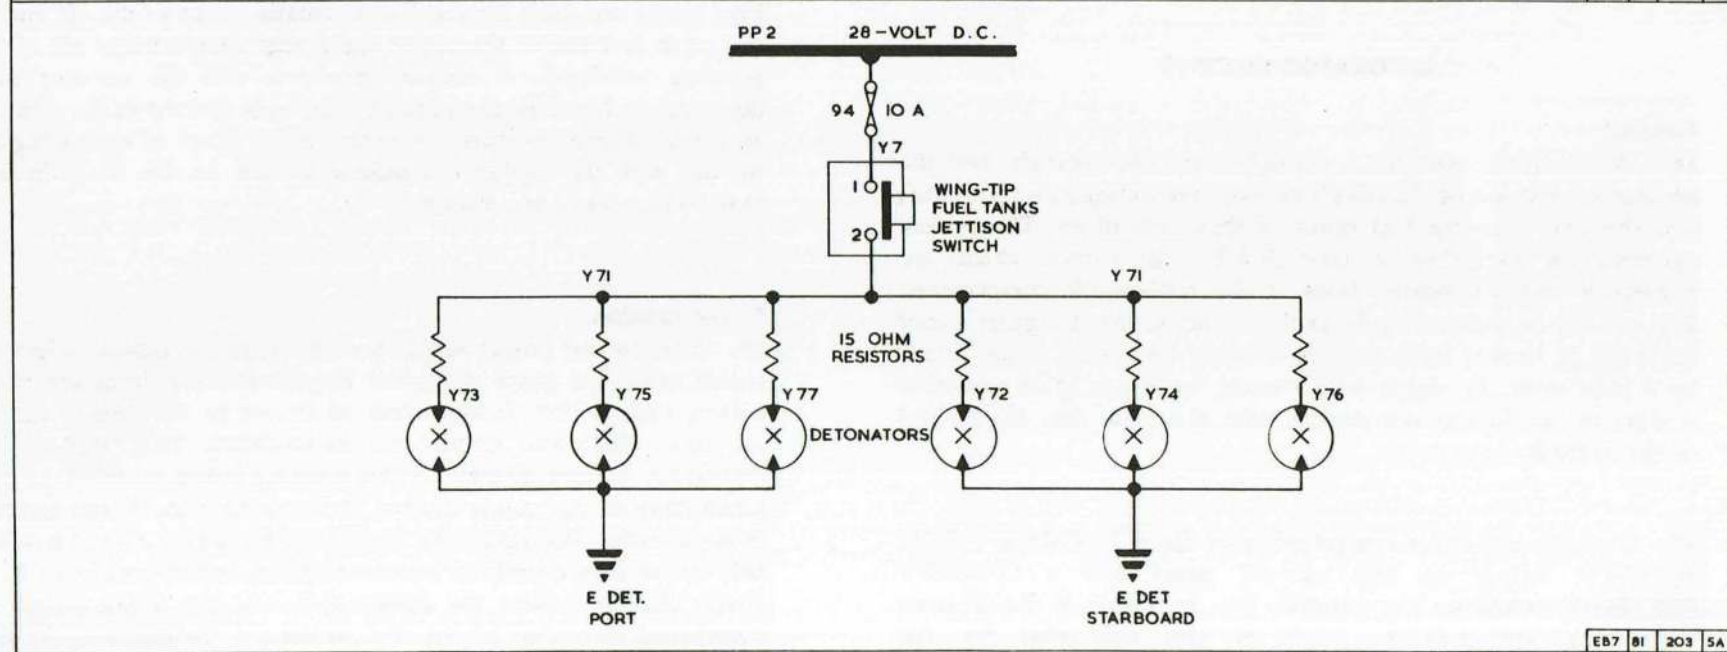 PP2 28-VOLT D.C.
94 10 A
Y7
1
2
WING-TIP
FUEL TANKS
JETTISON
SWITCH
Y71 Y71
15 OHM
RESISTORS
Y73 Y75 Y77 Y72 Y74 Y76
DETONATORS
E DET.
PORT
E DET
STARBOARD
EB7 81 203 5A